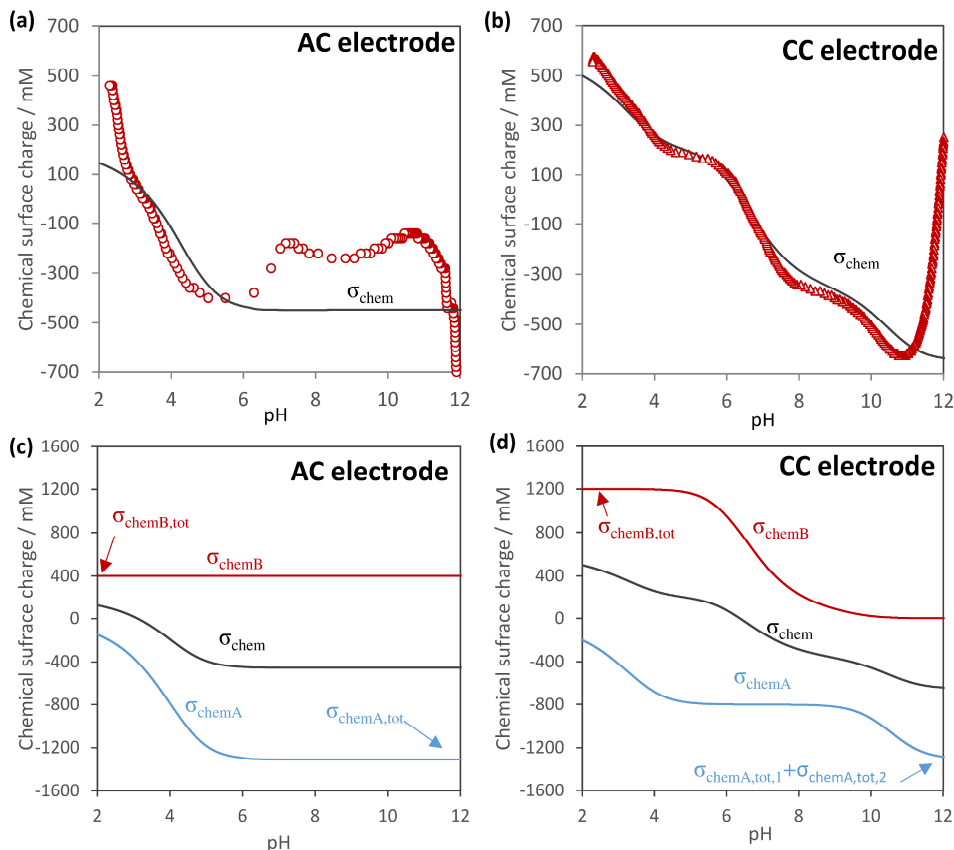 (a)
AC electrode
Chemical surface charge / mM
700
500
300
100
-100
-300
-500
-700
σchem
2 4 6 8 10 12
pH
(b)
CC electrode
Chemical surface charge / mM
700
500
300
100
-100
-300
-500
-700
σchem
2 4 6 8 10 12
pH
(c)
AC electrode
Chemical sufrace charge / mM
1600
1200
800
400
0
-400
-800
-1200
-1600
σchemB,tot
σchemB
σchem
σchemA
σchemA,tot
2 4 6 8 10 12
pH
(d)
CC electrode
Chemical sufrace charge / mM
1600
1200
800
400
0
-400
-800
-1200
-1600
σchemB,tot
σchemB
σchem
σchemA
σchemA,tot,1+σchemA,tot,2
2 4 6 8 10 12
pH